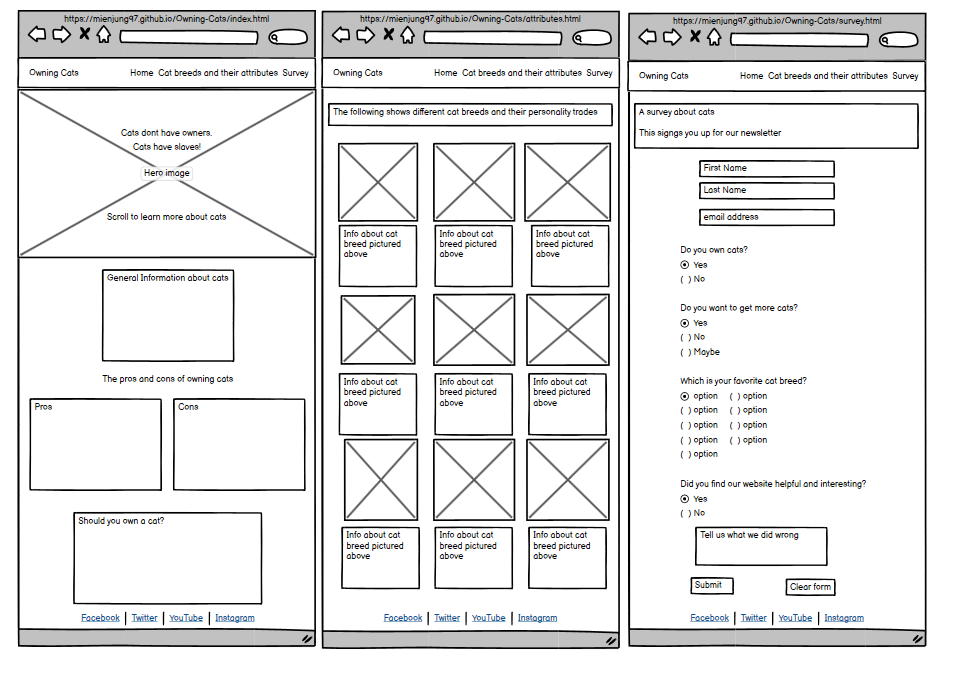 https://mienjung97.github.io/Owning-Cats/index.html
Owning Cats Home Cat breeds and their attributes Survey
Cats dont have owners.
Cats have slaves!
Hero image
Scroll to learn more about cats
General Information about cats
The pros and cons of owning cats
Pros
Cons
Should you own a cat?
Facebook | Twitter | YouTube | Instagram
https://mienjung97.github.io/Owning-Cats/attributes.html
Owning Cats Home Cat breeds and their attributes Survey
The following shows different cat breeds and their personality trades
Info about cat
breed pictured
above
Info about cat
breed pictured
above
Info about cat
breed pictured
above
Info about cat
breed pictured
above
Info about cat
breed pictured
above
Info about cat
breed pictured
above
Info about cat
breed pictured
above
Info about cat
breed pictured
above
Info about cat
breed pictured
above
Facebook | Twitter | YouTube | Instagram
https://mienjung97.github.io/Owning-Cats/survey.html
Owning Cats Home Cat breeds and their attributes Survey
A survey about cats
This signgs you up for our newsletter
First Name
Last Name
email address
Do you own cats?
Yes
( ) No
Do you want to get more cats?
Yes
( ) No
( ) Maybe
Which is your favorite cat breed?
option ( ) option
( ) option ( ) option
( ) option ( ) option
( ) option ( ) option
( ) option
Did you find our website helpful and interesting?
Yes
( ) No
Tell us what we did wrong
Submit Clear form
Facebook | Twitter | YouTube | Instagram